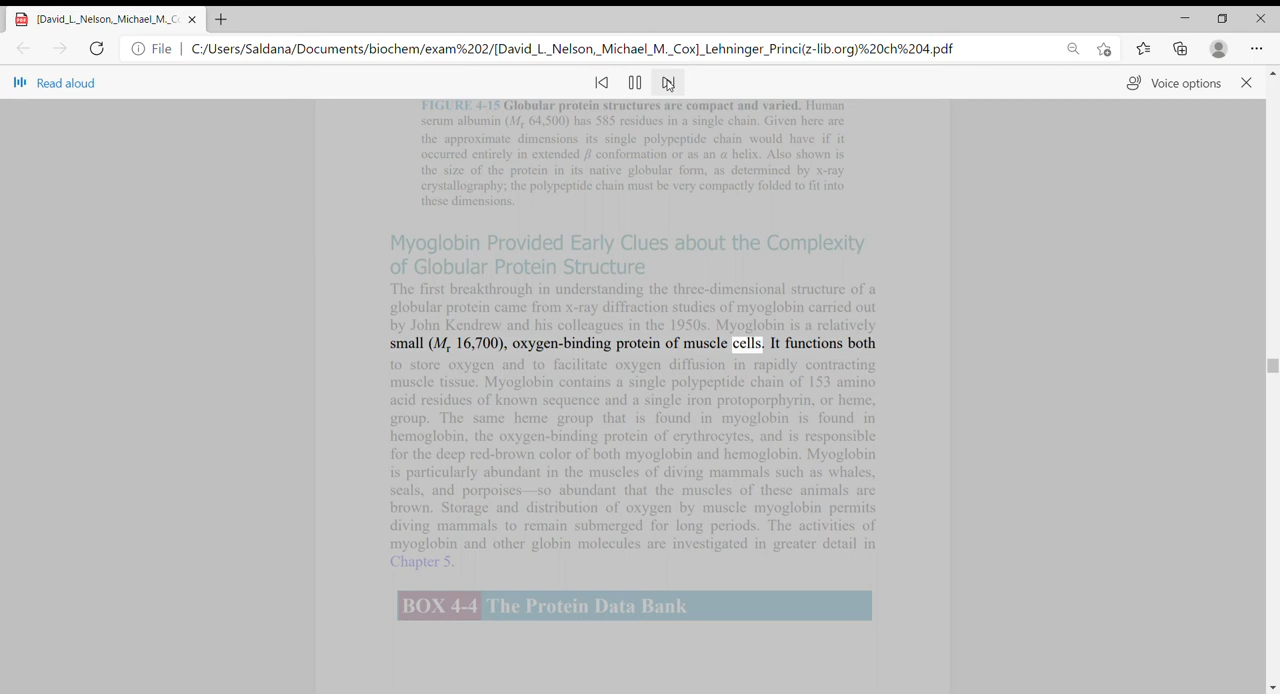 [David_L._Nelson,_Michael_M._Co
File | C:/Users/Saldana/Documents/biochem/exam%202/[David_L._Nelson,_Michael_M._Cox]_Lehninger_Princi(z-lib.org)%20ch%204.pdf
Read aloud
Voice options
FIGURE 4-15 Globular protein structures are compact and varied. Human
serum albumin (Mr 64,500) has 585 residues in a single chain. Given here are
the approximate dimensions its single polypeptide chain would have if it
occurred entirely in extended β conformation or as an α helix. Also shown is
the size of the protein in its native globular form, as determined by x-ray
crystallography; the polypeptide chain must be very compactly folded to fit into
these dimensions.
Myoglobin Provided Early Clues about the Complexity
of Globular Protein Structure
The first breakthrough in understanding the three-dimensional structure of a
globular protein came from x-ray diffraction studies of myoglobin carried out
by John Kendrew and his colleagues in the 1950s. Myoglobin is a relatively
small (Mr 16,700), oxygen-binding protein of muscle cells. It functions both
to store oxygen and to facilitate oxygen diffusion in rapidly contracting
muscle tissue. Myoglobin contains a single polypeptide chain of 153 amino
acid residues of known sequence and a single iron protoporphyrin, or heme,
group. The same heme group that is found in myoglobin is found in
hemoglobin, the oxygen-binding protein of erythrocytes, and is responsible
for the deep red-brown color of both myoglobin and hemoglobin. Myoglobin
is particularly abundant in the muscles of diving mammals such as whales,
seals, and porpoises—so abundant that the muscles of these animals are
brown. Storage and distribution of oxygen by muscle myoglobin permits
diving mammals to remain submerged for long periods. The activities of
myoglobin and other globin molecules are investigated in greater detail in
Chapter 5.
BOX 4-4 The Protein Data Bank